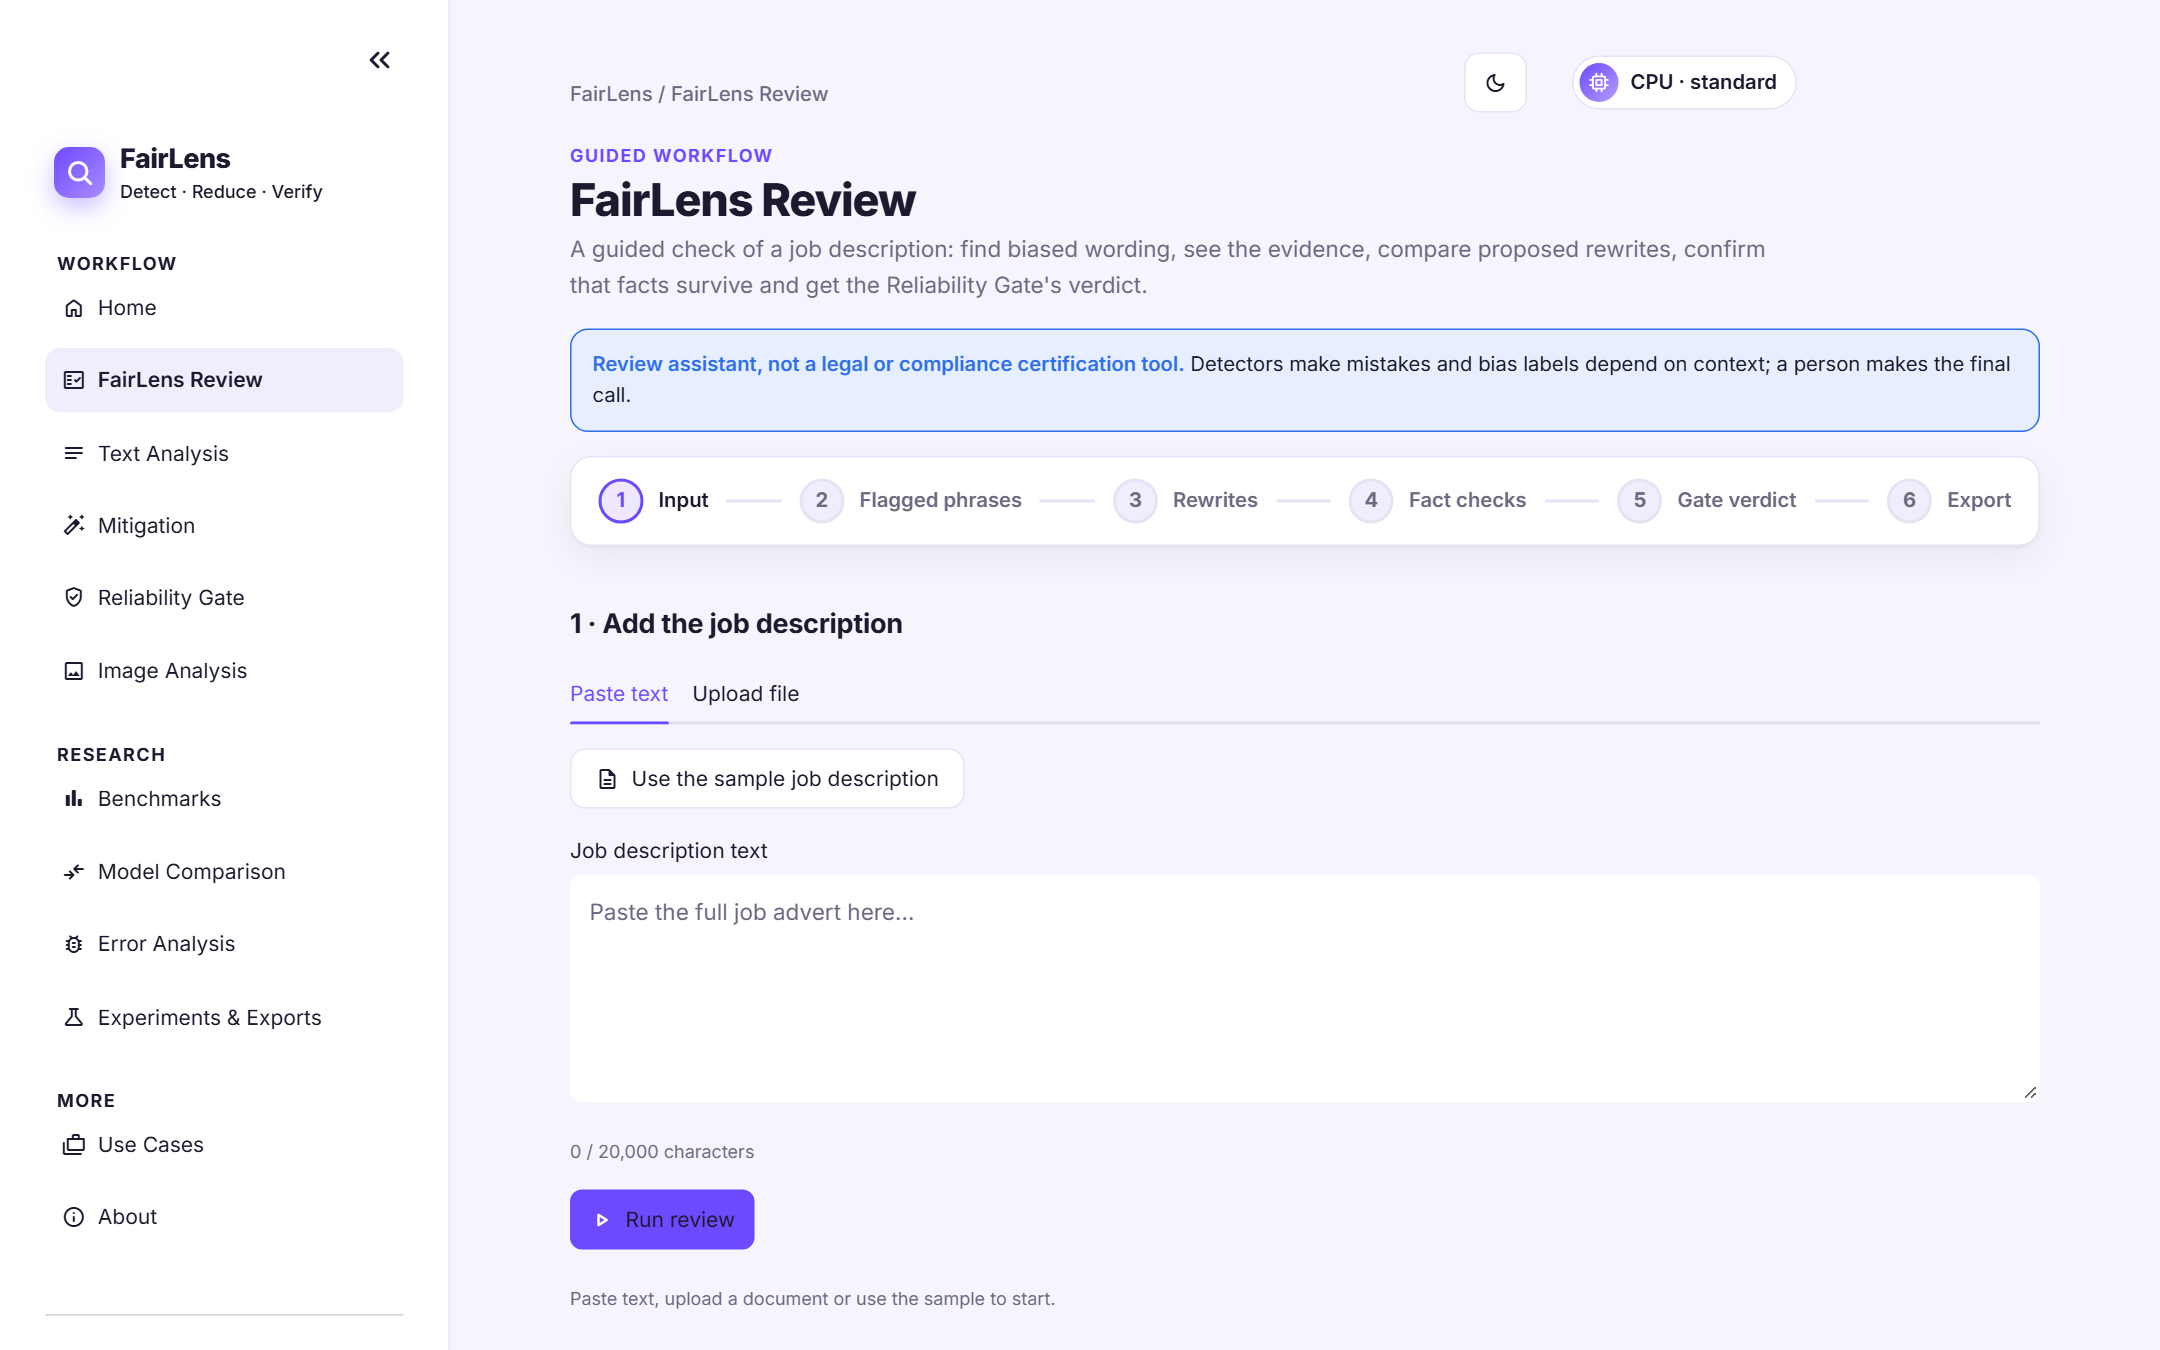 FairLens
Detect · Reduce · Verify
WORKFLOW
Home
FairLens Review
Text Analysis
Mitigation
Reliability Gate
Image Analysis
RESEARCH
Benchmarks
Model Comparison
Error Analysis
Experiments & Exports
MORE
Use Cases
About
FairLens / FairLens Review
CPU · standard
GUIDED WORKFLOW
FairLens Review
A guided check of a job description: find biased wording, see the evidence, compare proposed rewrites, confirm
that facts survive and get the Reliability Gate's verdict.
Review assistant, not a legal or compliance certification tool. Detectors make mistakes and bias labels depend on context; a person makes the final
call.
1 Input 2 Flagged phrases 3 Rewrites 4 Fact checks 5 Gate verdict 6 Export
1 · Add the job description
Paste text Upload file
Use the sample job description
Job description text
Paste the full job advert here...
0 / 20,000 characters
Run review
Paste text, upload a document or use the sample to start.